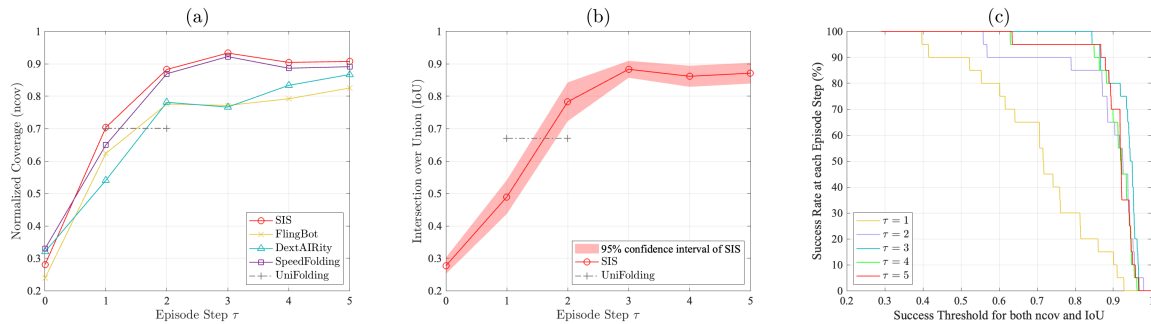 (a)
Normalized Coverage (ncov)
1
0.9
0.8
0.7
0.6
0.5
0.4
0.3
0.2
0 1 2 3 4 5
Episode Step τ
SIS
FlingBot
DextAIRity
SpeedFolding
UniFolding
(b)
Intersection over Union (IoU)
1
0.9
0.8
0.7
0.6
0.5
0.4
0.3
0.2
0 1 2 3 4 5
Episode Step τ
95% confidence interval of SIS
SIS
UniFolding
(c)
Success Rate at each Episode Step (%)
100
90
80
70
60
50
40
30
20
10
0
0.2 0.3 0.4 0.5 0.6 0.7 0.8 0.9 1
Success Threshold for both ncov and IoU
τ = 1
τ = 2
τ = 3
τ = 4
τ = 5